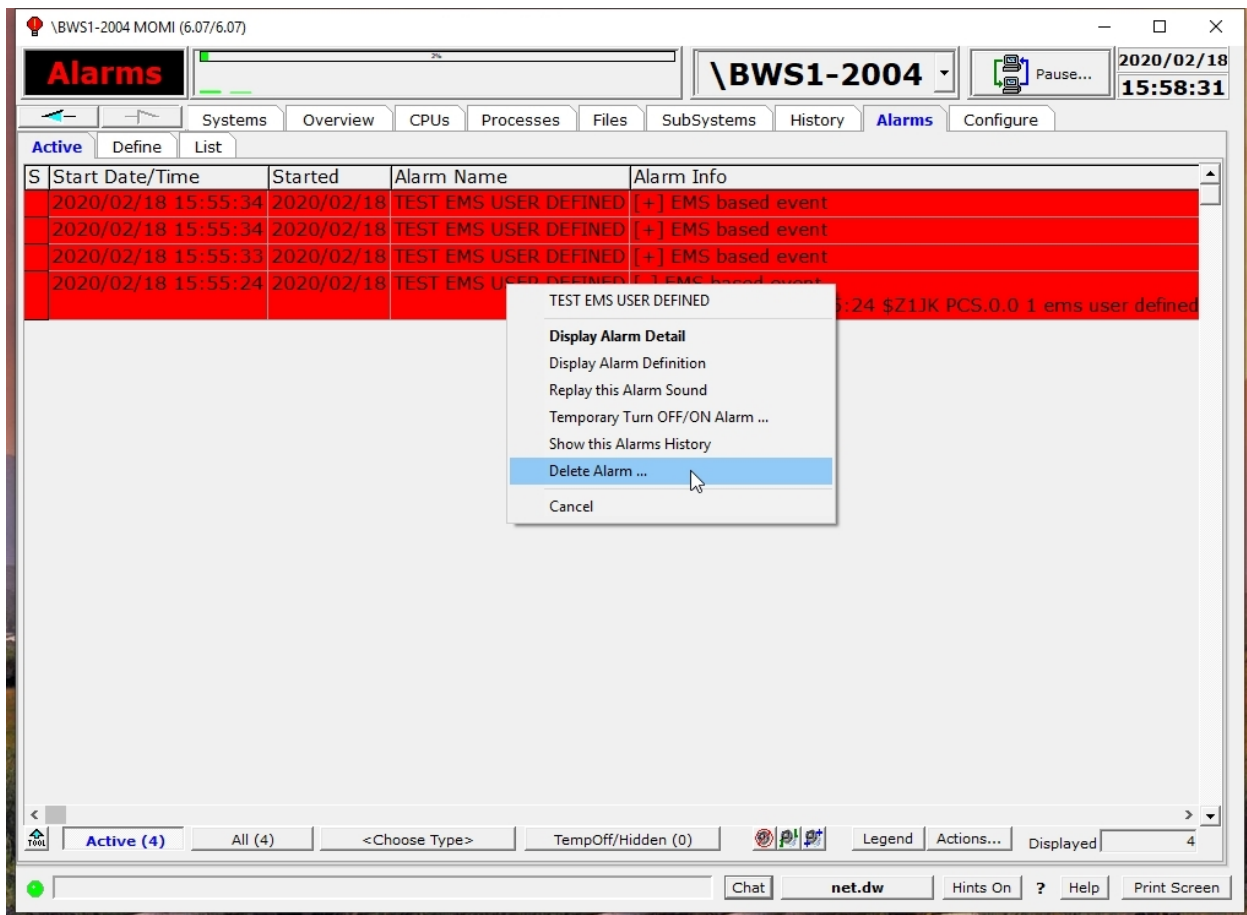 \BWS1-2004 MOMI (6.07/6.07)
Alarms
2%
\BWS1-2004
Pause...
2020/02/18
15:58:31
Systems Overview CPUs Processes Files SubSystems History Alarms Configure
Active Define List
S Start Date/Time Started Alarm Name Alarm Info
2020/02/18 15:55:34 2020/02/18 TEST EMS USER DEFINED [+] EMS based event
2020/02/18 15:55:34 2020/02/18 TEST EMS USER DEFINED [+] EMS based event
2020/02/18 15:55:33 2020/02/18 TEST EMS USER DEFINED [+] EMS based event
2020/02/18 15:55:24 2020/02/18 TEST EMS USER DEFINED [-] EMS based event
:24 $Z1JK PCS.0.0 1 ems user defined
TEST EMS USER DEFINED
Display Alarm Detail
Display Alarm Definition
Replay this Alarm Sound
Temporary Turn OFF/ON Alarm ...
Show this Alarms History
Delete Alarm ...
Cancel
TOOL Active (4) All (4) <Choose Type> TempOff/Hidden (0) Legend Actions... Displayed 4
Chat net.dw Hints On ? Help Print Screen